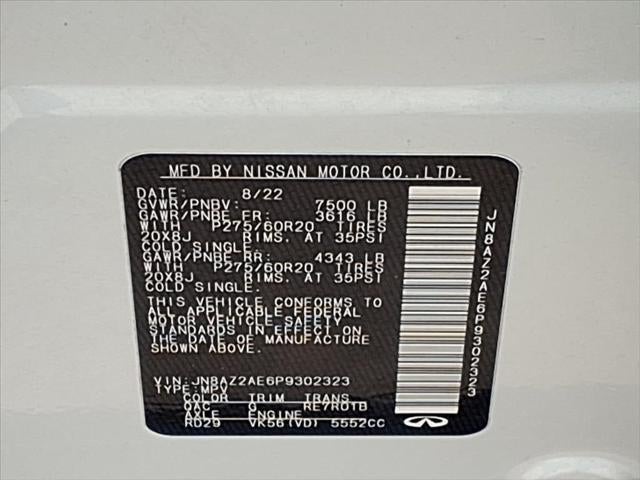 MFD BY NISSAN MOTOR CO.,LTD.
DATE: 8/22
GVWR/PNBV: 7500 LB
GAWR/PNBE FR: 3616 LB
WITH P275/60R20 TIRES
20X8J RIMS. AT 35PSI
COLD SINGLE.
GAWR/PNBE RR: 4343 LB
WITH P275/60R20 TIRES
20X8J RIMS. AT 35PSI
COLD SINGLE.
THIS VEHICLE CONFORMS TO
ALL APPLICABLE FEDERAL
MOTOR VEHICLE SAFETY
STANDARDS IN EFFECT ON
THE DATE OF MANUFACTURE
SHOWN ABOVE.
VIN:JN8AZ2AE6P9302323
TYPE:MPV
COLOR TRIM TRANS
QAC Q RE7R01B
AXLE ENGINE
RD29 VK56(VD) 5552CC
JN8AZ2AE6P9302323